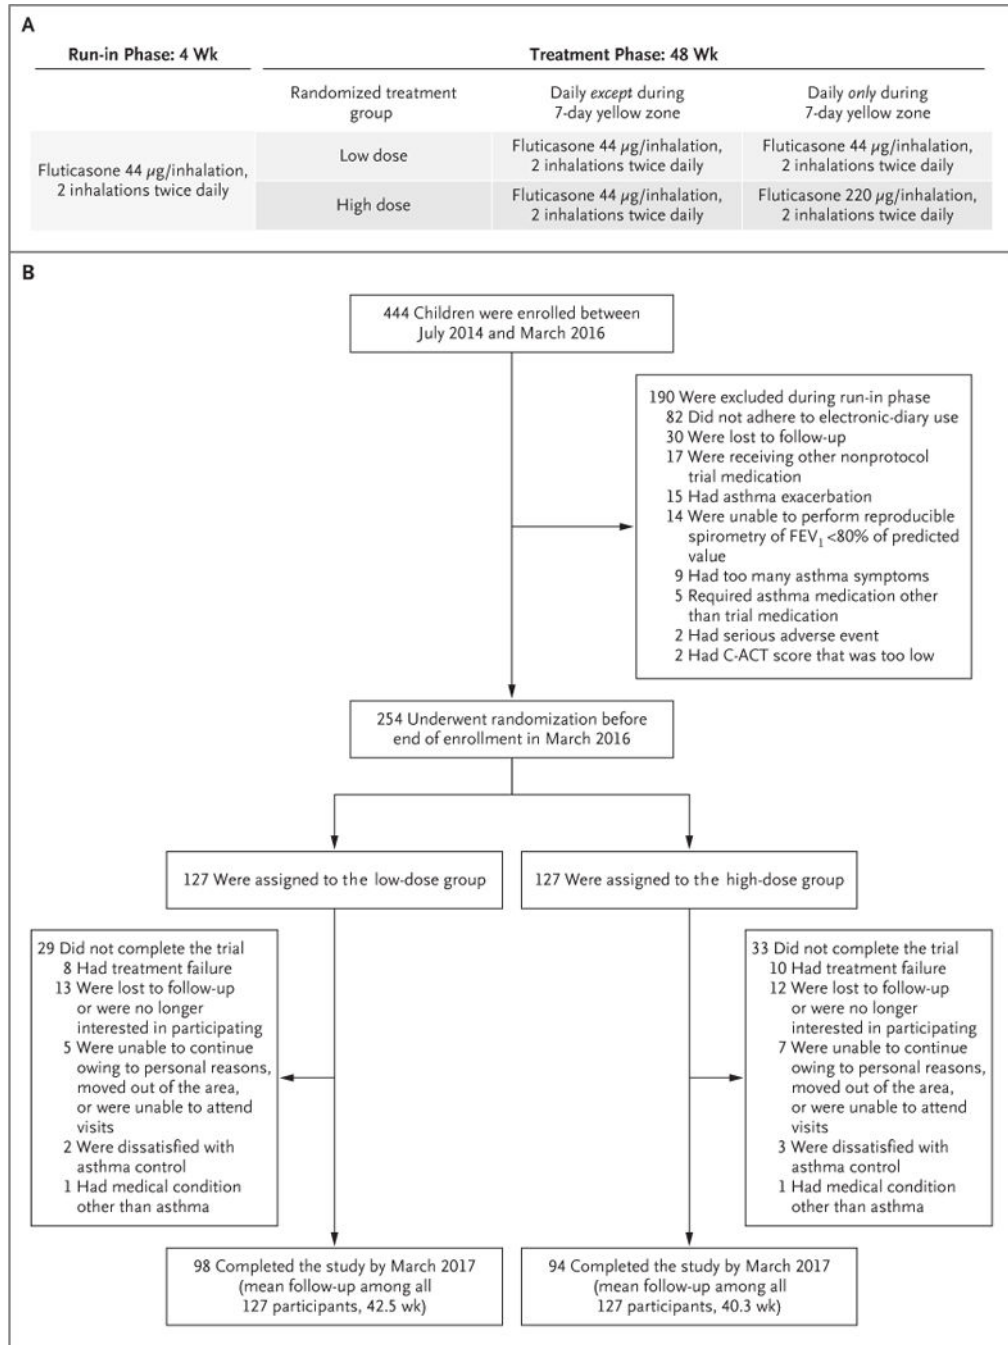 A
Run-in Phase: 4 Wk
Treatment Phase: 48 Wk
Randomized treatment
group
Daily except during
7-day yellow zone
Daily only during
7-day yellow zone
Fluticasone 44 µg/inhalation,
2 inhalations twice daily
Low dose
Fluticasone 44 µg/inhalation,
2 inhalations twice daily
Fluticasone 44 µg/inhalation,
2 inhalations twice daily
High dose
Fluticasone 44 µg/inhalation,
2 inhalations twice daily
Fluticasone 220 µg/inhalation,
2 inhalations twice daily
B
444 Children were enrolled between
July 2014 and March 2016
190 Were excluded during run-in phase
82 Did not adhere to electronic-diary use
30 Were lost to follow-up
17 Were receiving other nonprotocol
trial medication
15 Had asthma exacerbation
14 Were unable to perform reproducible
spirometry of FEV₁ <80% of predicted
value
9 Had too many asthma symptoms
5 Required asthma medication other
than trial medication
2 Had serious adverse event
2 Had C-ACT score that was too low
254 Underwent randomization before
end of enrollment in March 2016
127 Were assigned to the low-dose group
127 Were assigned to the high-dose group
29 Did not complete the trial
8 Had treatment failure
13 Were lost to follow-up
or were no longer
interested in participating
5 Were unable to continue
owing to personal reasons,
moved out of the area,
or were unable to attend
visits
2 Were dissatisfied with
asthma control
1 Had medical condition
other than asthma
33 Did not complete the trial
10 Had treatment failure
12 Were lost to follow-up
or were no longer
interested in participating
7 Were unable to continue
owing to personal reasons,
moved out of the area,
or were unable to attend
visits
3 Were dissatisfied with
asthma control
1 Had medical condition
other than asthma
98 Completed the study by March 2017
(mean follow-up among all
127 participants, 42.5 wk)
94 Completed the study by March 2017
(mean follow-up among all
127 participants, 40.3 wk)